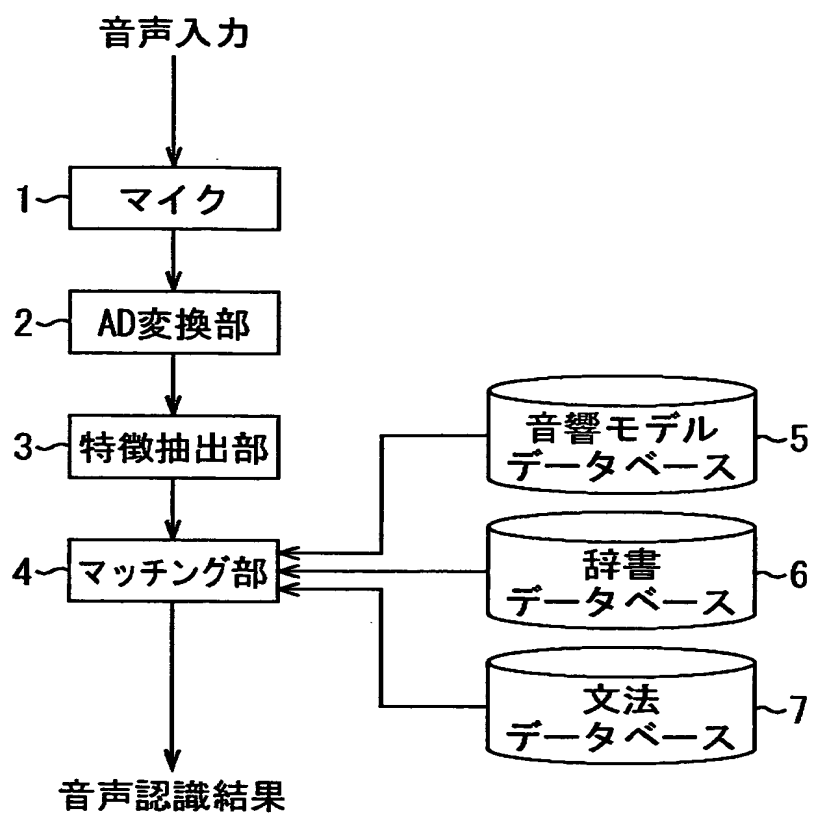 音声入力
1 マイク
2 AD変換部
3 特徴抽出部
音響モデル
データベース 5
4 マッチング部
辞書
データベース 6
文法
データベース 7
音声認識結果